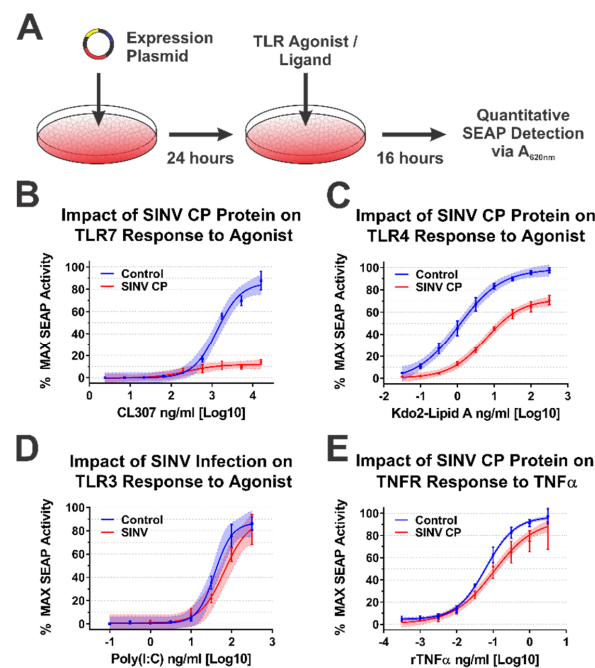 A
Expression
Plasmid
TLR Agonist /
Ligand
24 hours
16 hours
Quantitative
SEAP Detection
via A620nm
B
Impact of SINV CP Protein on
TLR7 Response to Agonist
% MAX SEAP Activity
100
80
60
40
20
0
Control
SINV CP
0 1 2 3 4
CL307 ng/ml [Log10]
C
Impact of SINV CP Protein on
TLR4 Response to Agonist
% MAX SEAP Activity
100
80
60
40
20
0
Control
SINV CP
-2 -1 0 1 2 3
Kdo2-Lipid A ng/ml [Log10]
D
Impact of SINV Infection on
TLR3 Response to Agonist
% MAX SEAP Activity
100
80
60
40
20
0
Control
SINV
-1 0 1 2 3
Poly(I:C) ng/ml [Log10]
E
Impact of SINV CP Protein on
TNFR Response to TNFα
% MAX SEAP Activity
100
80
60
40
20
0
Control
SINV CP
-4 -3 -2 -1 0 1
rTNFα ng/ml [Log10]